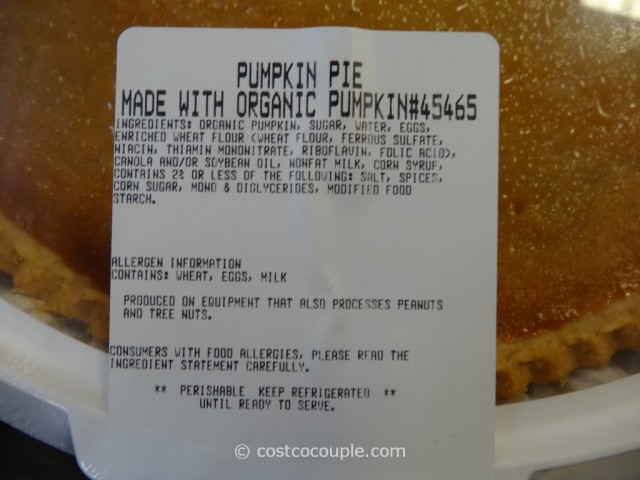 PUMPKIN PIE
MADE WITH ORGANIC PUMPKIN#45465
INGREDIENTS: ORGANIC PUMPKIN, SUGAR, WATER, EGGS,
ENRICHED WHEAT FLOUR (WHEAT FLOUR, FERROUS SULFATE,
NIACIN, THIAMIN MONONITRATE, RIBOFLAVIN, FOLIC ACID),
CANOLA AND/OR SOYBEAN OIL, NONFAT MILK, CORN SYRUP,
CONTAINS 2% OR LESS OF THE FOLLOWING: SALT, SPICES,
CORN SUGAR, MONO & DIGLYCERIDES, MODIFIED FOOD
STARCH.
ALLERGEN INFORMATION
CONTAINS: WHEAT, EGGS, MILK
PRODUCED ON EQUIPMENT THAT ALSO PROCESSES PEANUTS
AND TREE NUTS.
CONSUMERS WITH FOOD ALLERGIES, PLEASE READ THE
INGREDIENT STATEMENT CAREFULLY.
** PERISHABLE KEEP REFRIGERATED **
UNTIL READY TO SERVE.
© costcocouple.com